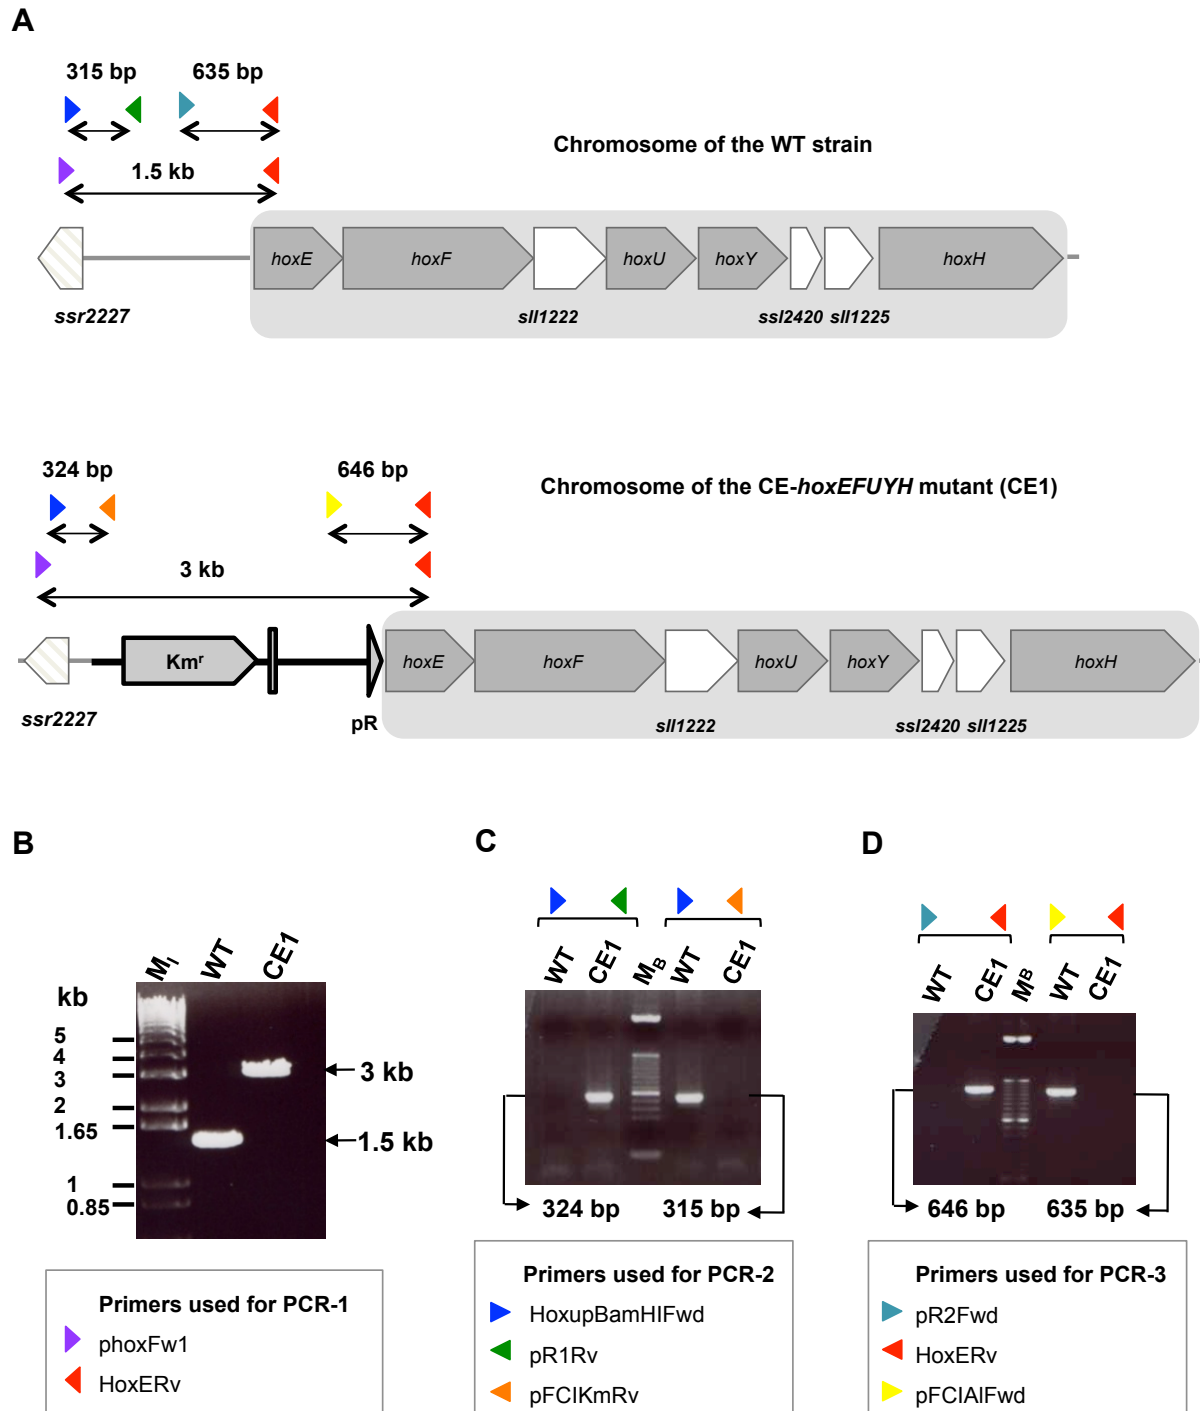 A
315 bp 635 bp
1.5 kb
Chromosome of the WT strain
hoxE hoxF hoxU hoxY hoxH
ssr2227 sll1222 ssl2420 sll1225
324 bp 646 bp
3 kb
Chromosome of the CE-hoxEFUYH mutant (CE1)
Kmr hoxE hoxF hoxU hoxY hoxH
ssr2227 pR sll1222 ssl2420 sll1225
B
MI WT CE1
kb
5
4
3
2
1.65
1
0.85
3 kb
1.5 kb
Primers used for PCR-1
phoxFw1
HoxERv
C
WT CE1 MB WT CE1
324 bp 315 bp
Primers used for PCR-2
HoxupBamHIFwd
pR1Rv
pFCIKmRv
D
WT CE1 MB WT CE1
646 bp 635 bp
Primers used for PCR-3
pR2Fwd
HoxERv
pFCIAIFwd